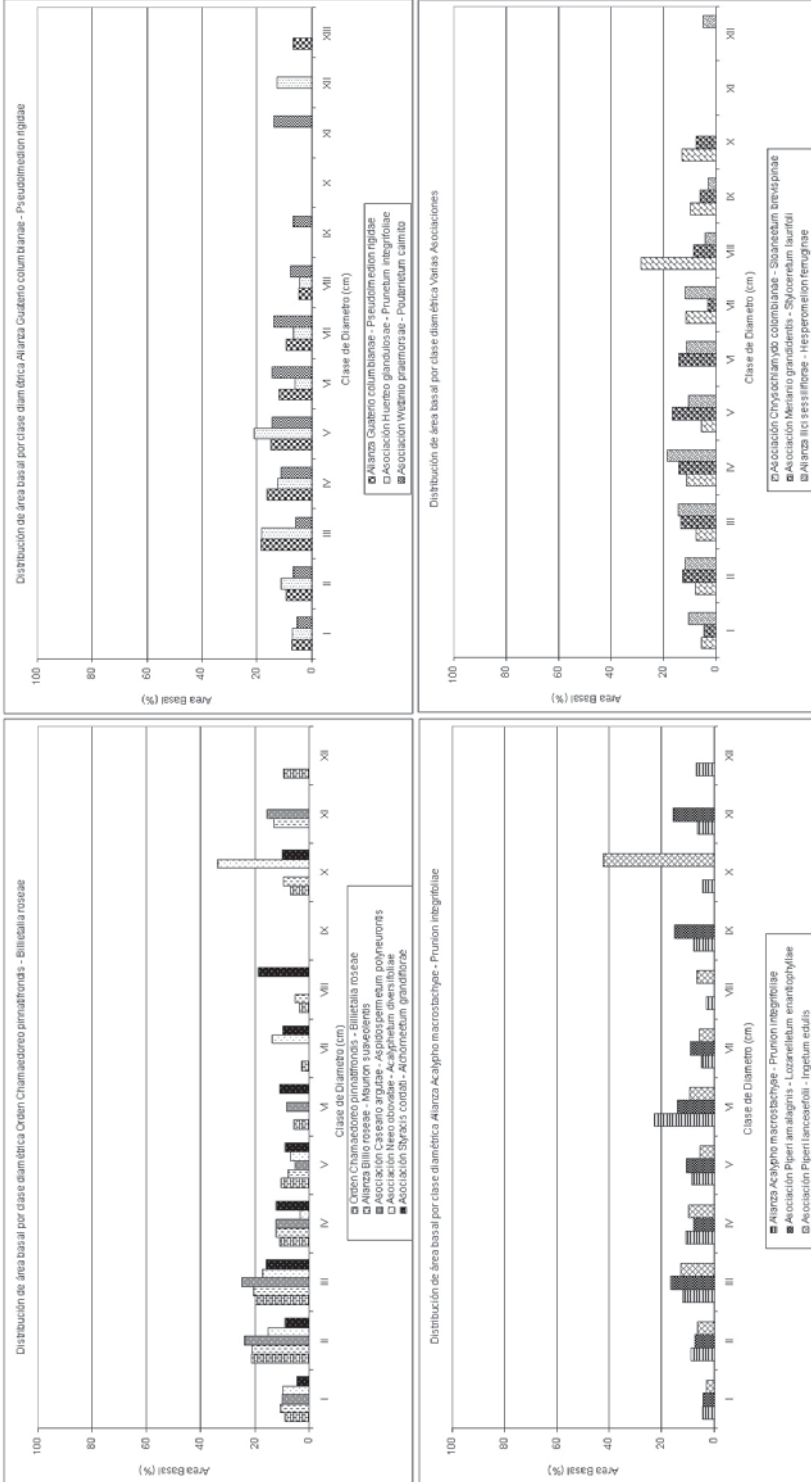 Distribución de área basal por clase diamétrica Orden Chamaedoreo pinnatifrondis - Billietalia roseae
Area Basal (%)
100
80
60
40
20
0
I II III IV V VI VII VIII IX X XI XII
Clase de Diametro (cm)
Orden Chamaedoreo pinnatifrondis - Billietalia roseae
Alianza Billio roseae - Maurion suaveolentis
Asociación Caseario argutae - Aspidospermetum polyneurontis
Asociación Neeo obovatae - Acalyphetum diversifoliae
Asociación Styracis cordati - Alchorneetum grandiflorae
Distribución de área basal por clase diamétrica Alianza Guaterio columbianae - Pseudolmedion rigidae
Area Basal (%)
100
80
60
40
20
0
I II III IV V VI VII VIII IX X XI XII XIII
Clase de Diametro (cm)
Alianza Guaterio columbianae - Pseudolmedion rigidae
Asociación Huerteo glandulosae - Prunetum integrifoliae
Asociación Wettinio praemorsae - Pouterietum caimito
Distribución de área basal por clase diamétrica Alianza Acalypho macrostachyae - Prunion integrifoliae
Area Basal (%)
100
80
60
40
20
0
I II III IV V VI VII VIII IX X XI XII
Clase de Diametro (cm)
Alianza Acalypho macrostachyae - Prunion integrifoliae
Asociación Piperi amalaginis - Lozanelletum enantiophyllae
Asociación Piperi lanceaefolii - Ingetum edulis
Distribución de área basal por clase diamétrica Varias Asociaciones
Area Basal (%)
100
80
60
40
20
0
I II III IV V VI VII VIII IX X XI XII
Clase de Diametro (cm)
Asociación Chrysochlamydo colombianae - Sloaneetum brevispinae
Asociación Meriano grandidentis - Styloceretum laurifoli
Alianza Ilici sessiliflorae - Hesperomelion ferruginae